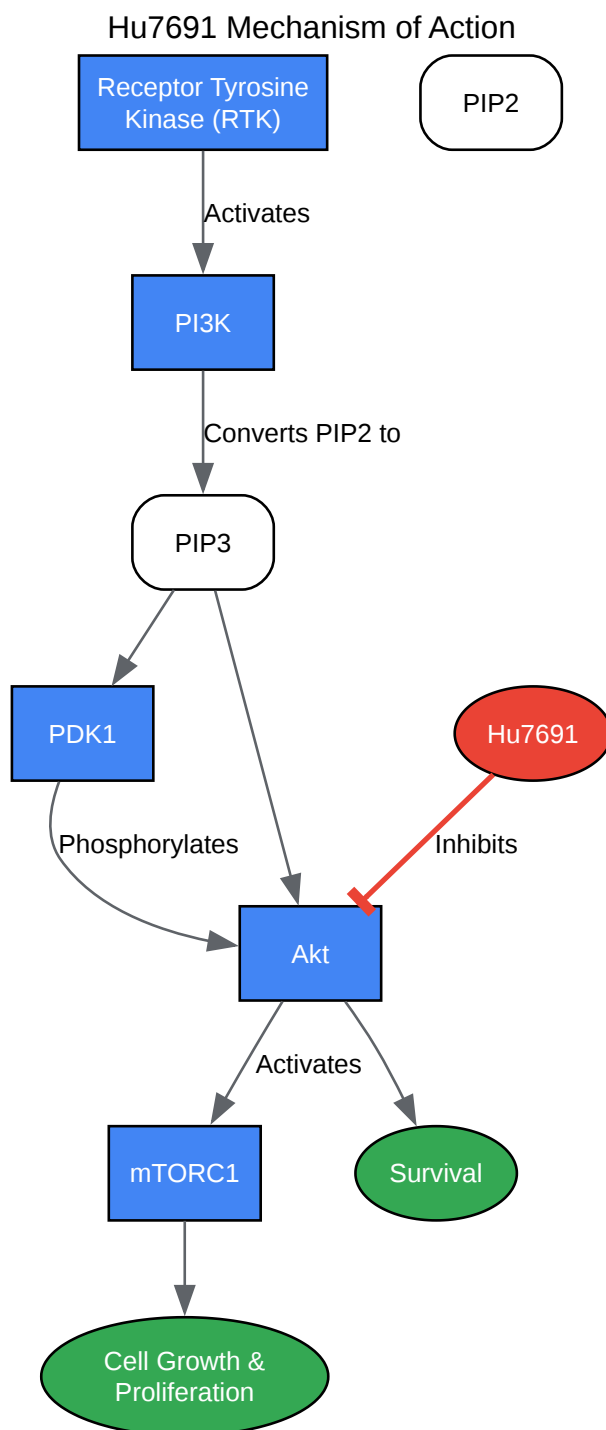 Hu7691 Mechanism of Action
Receptor Tyrosine
Kinase (RTK)
PIP2
Activates
PI3K
Converts PIP2 to
PIP3
PDK1
Hu7691
Phosphorylates
Inhibits
Akt
Activates
mTORC1
Survival
Cell Growth &
Proliferation